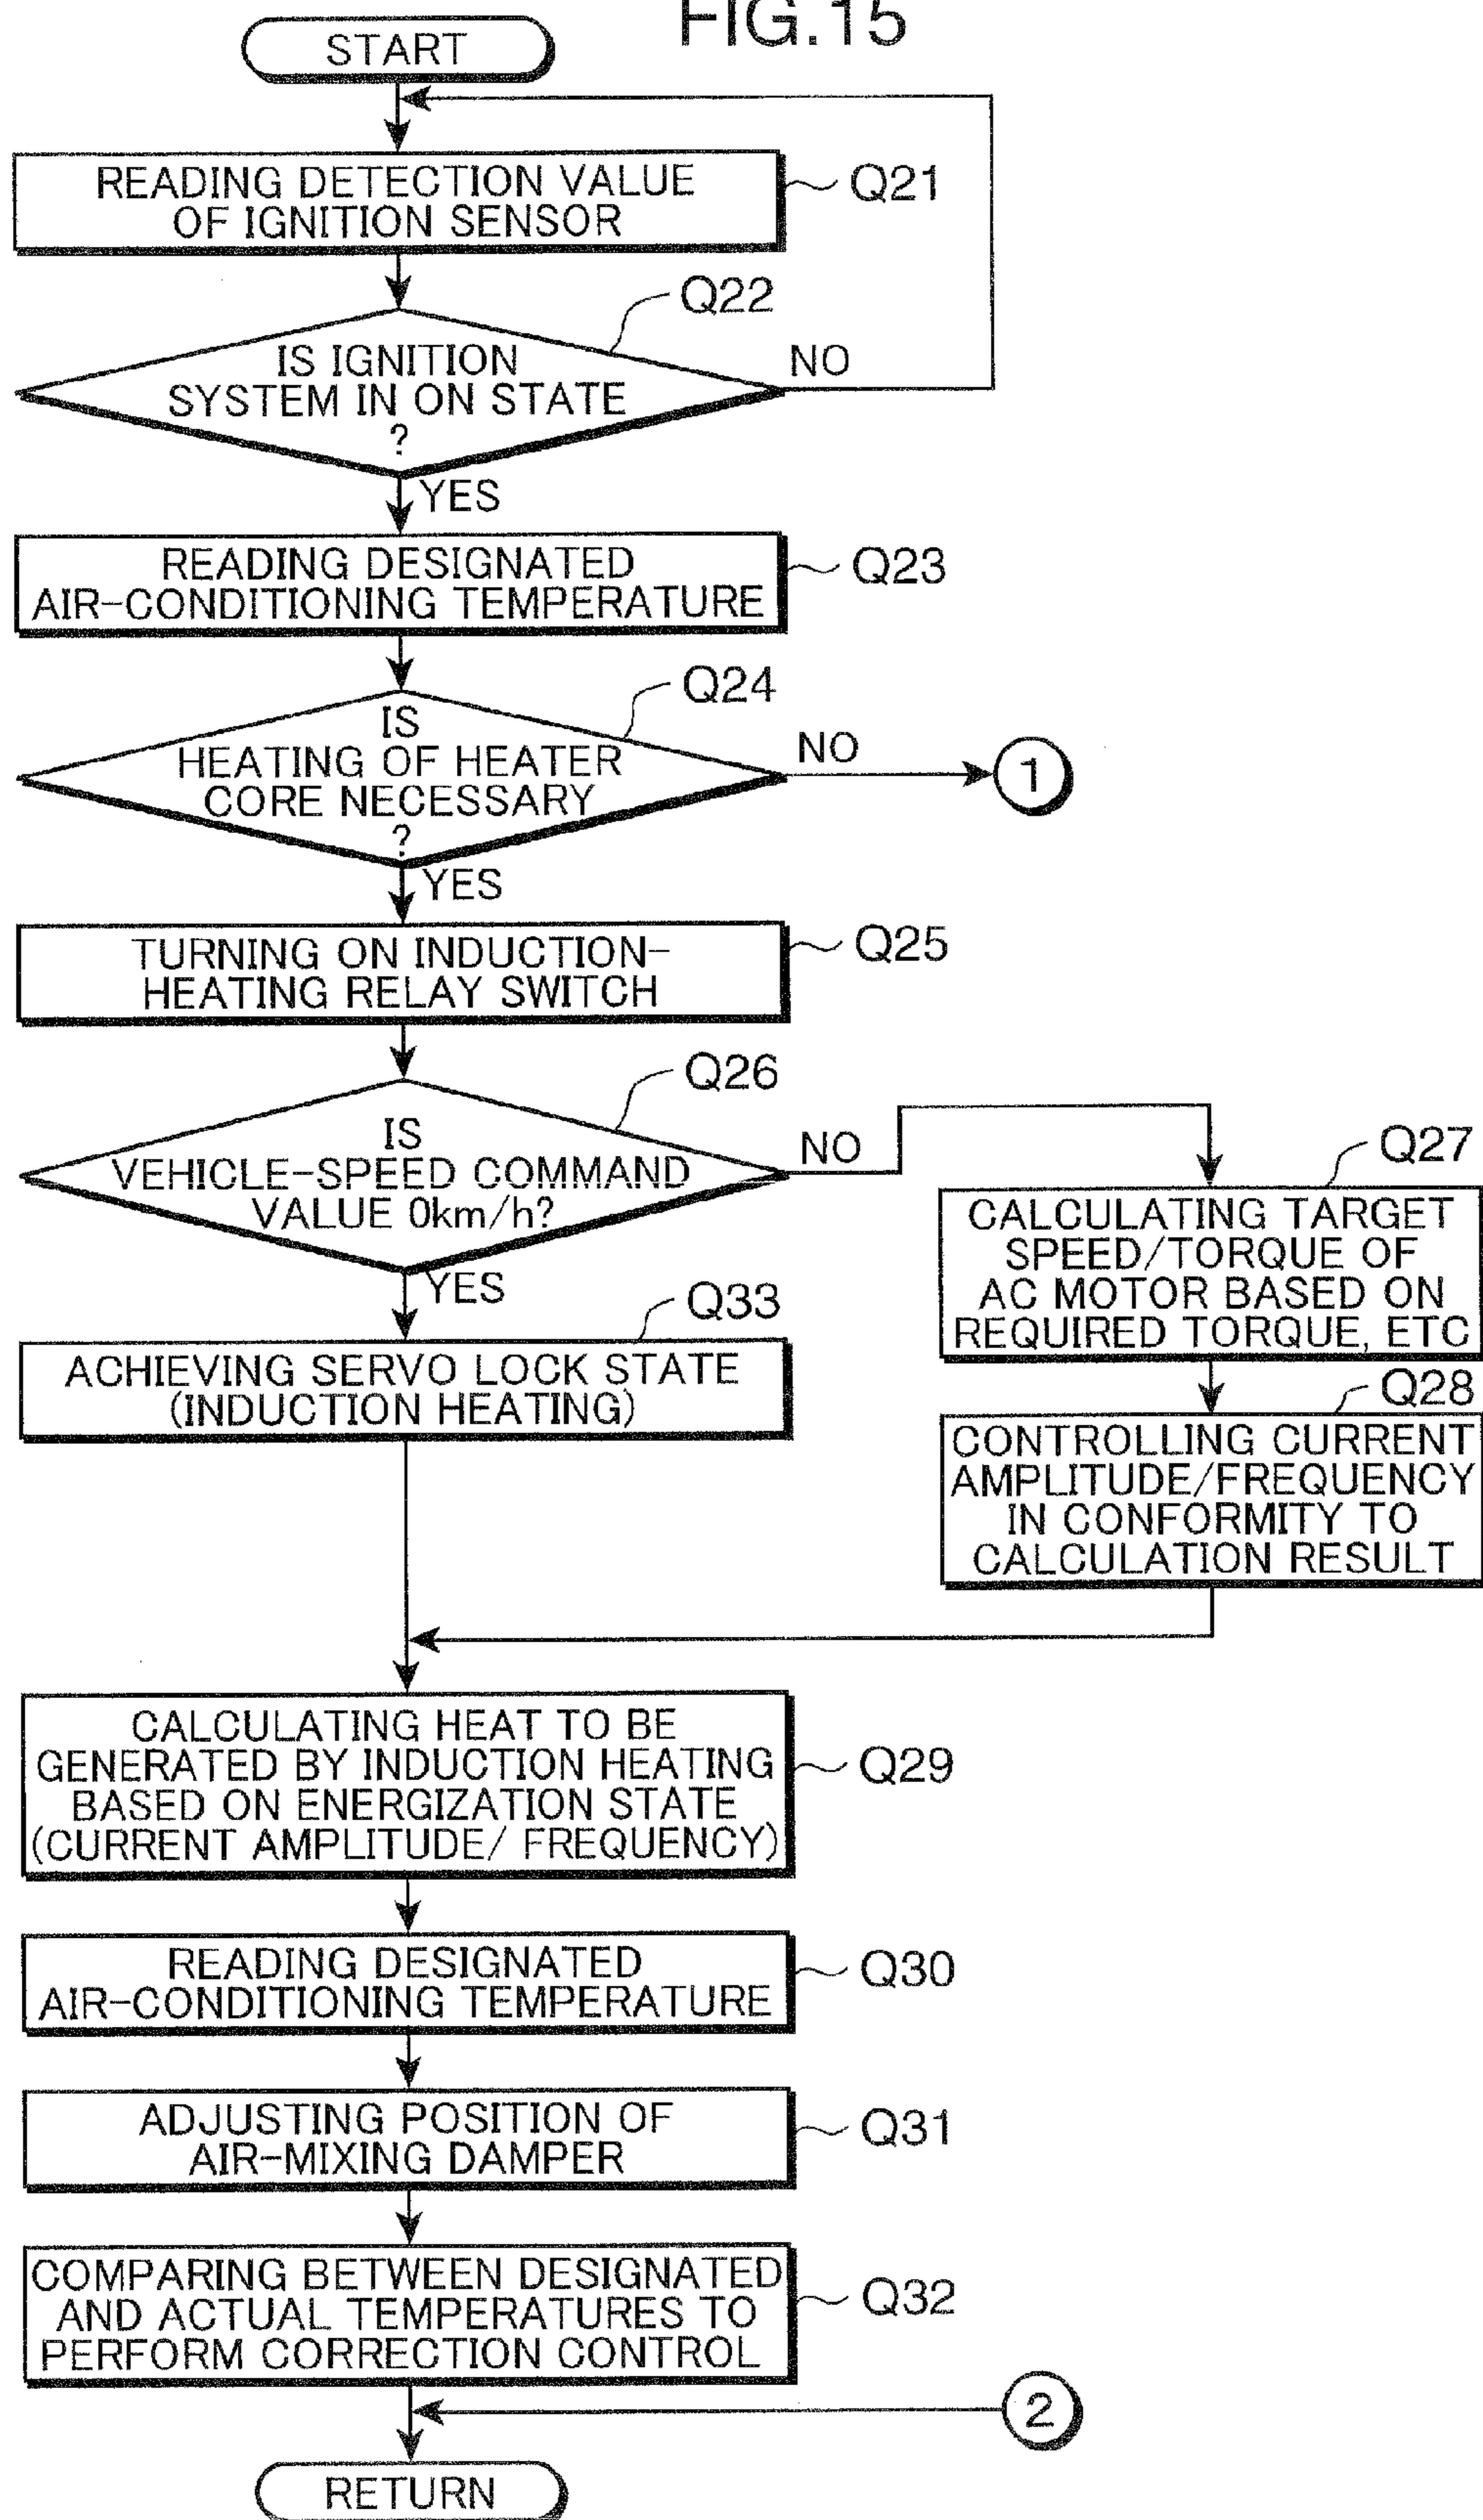 FIG.15
START
READING DETECTION VALUE
OF IGNITION SENSOR
Q21
Q22
IS IGNITION
SYSTEM IN ON STATE
?
NO
YES
READING DESIGNATED
AIR-CONDITIONING TEMPERATURE
Q23
Q24
IS
HEATING OF HEATER
CORE NECESSARY
?
NO
1
YES
TURNING ON INDUCTION-
HEATING RELAY SWITCH
Q25
Q26
IS
VEHICLE-SPEED COMMAND
VALUE 0km/h?
NO
YES
Q27
CALCULATING TARGET
SPEED/TORQUE OF
AC MOTOR BASED ON
REQUIRED TORQUE, ETC
Q33
ACHIEVING SERVO LOCK STATE
(INDUCTION HEATING)
Q28
CONTROLLING CURRENT
AMPLITUDE/FREQUENCY
IN CONFORMITY TO
CALCULATION RESULT
CALCULATING HEAT TO BE
GENERATED BY INDUCTION HEATING
BASED ON ENERGIZATION STATE
(CURRENT AMPLITUDE/ FREQUENCY)
Q29
READING DESIGNATED
AIR-CONDITIONING TEMPERATURE
Q30
ADJUSTING POSITION OF
AIR-MIXING DAMPER
Q31
COMPARING BETWEEN DESIGNATED
AND ACTUAL TEMPERATURES TO
PERFORM CORRECTION CONTROL
Q32
2
RETURN